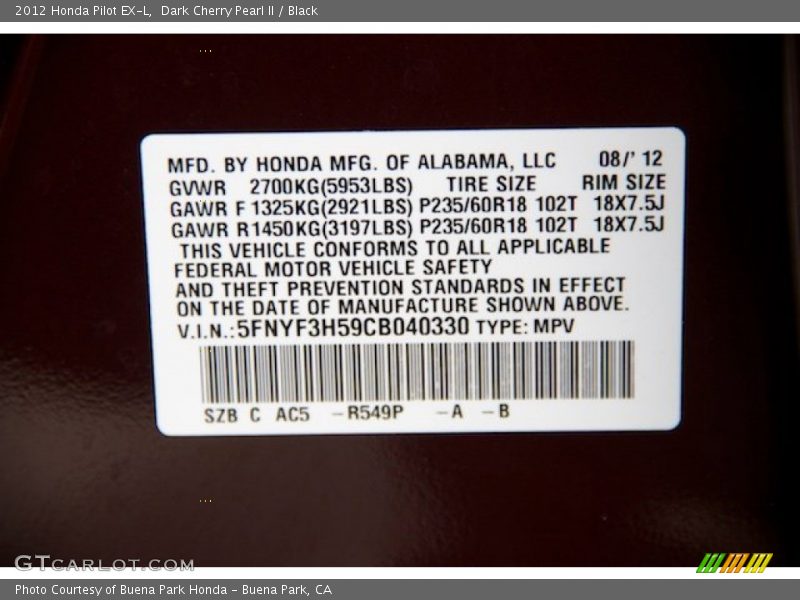 2012 Honda Pilot EX-L, Dark Cherry Pearl II / Black
MFD. BY HONDA MFG. OF ALABAMA, LLC 08/' 12
GVWR 2700KG(5953LBS) TIRE SIZE RIM SIZE
GAWR F 1325KG(2921LBS) P235/60R18 102T 18X7.5J
GAWR R 1450KG(3197LBS) P235/60R18 102T 18X7.5J
THIS VEHICLE CONFORMS TO ALL APPLICABLE
FEDERAL MOTOR VEHICLE SAFETY
AND THEFT PREVENTION STANDARDS IN EFFECT
ON THE DATE OF MANUFACTURE SHOWN ABOVE.
V.I.N.:5FNYF3H59CB040330 TYPE: MPV
SZB C AC5 -R549P -A -B
GTCARLOT.COM
Photo Courtesy of Buena Park Honda - Buena Park, CA